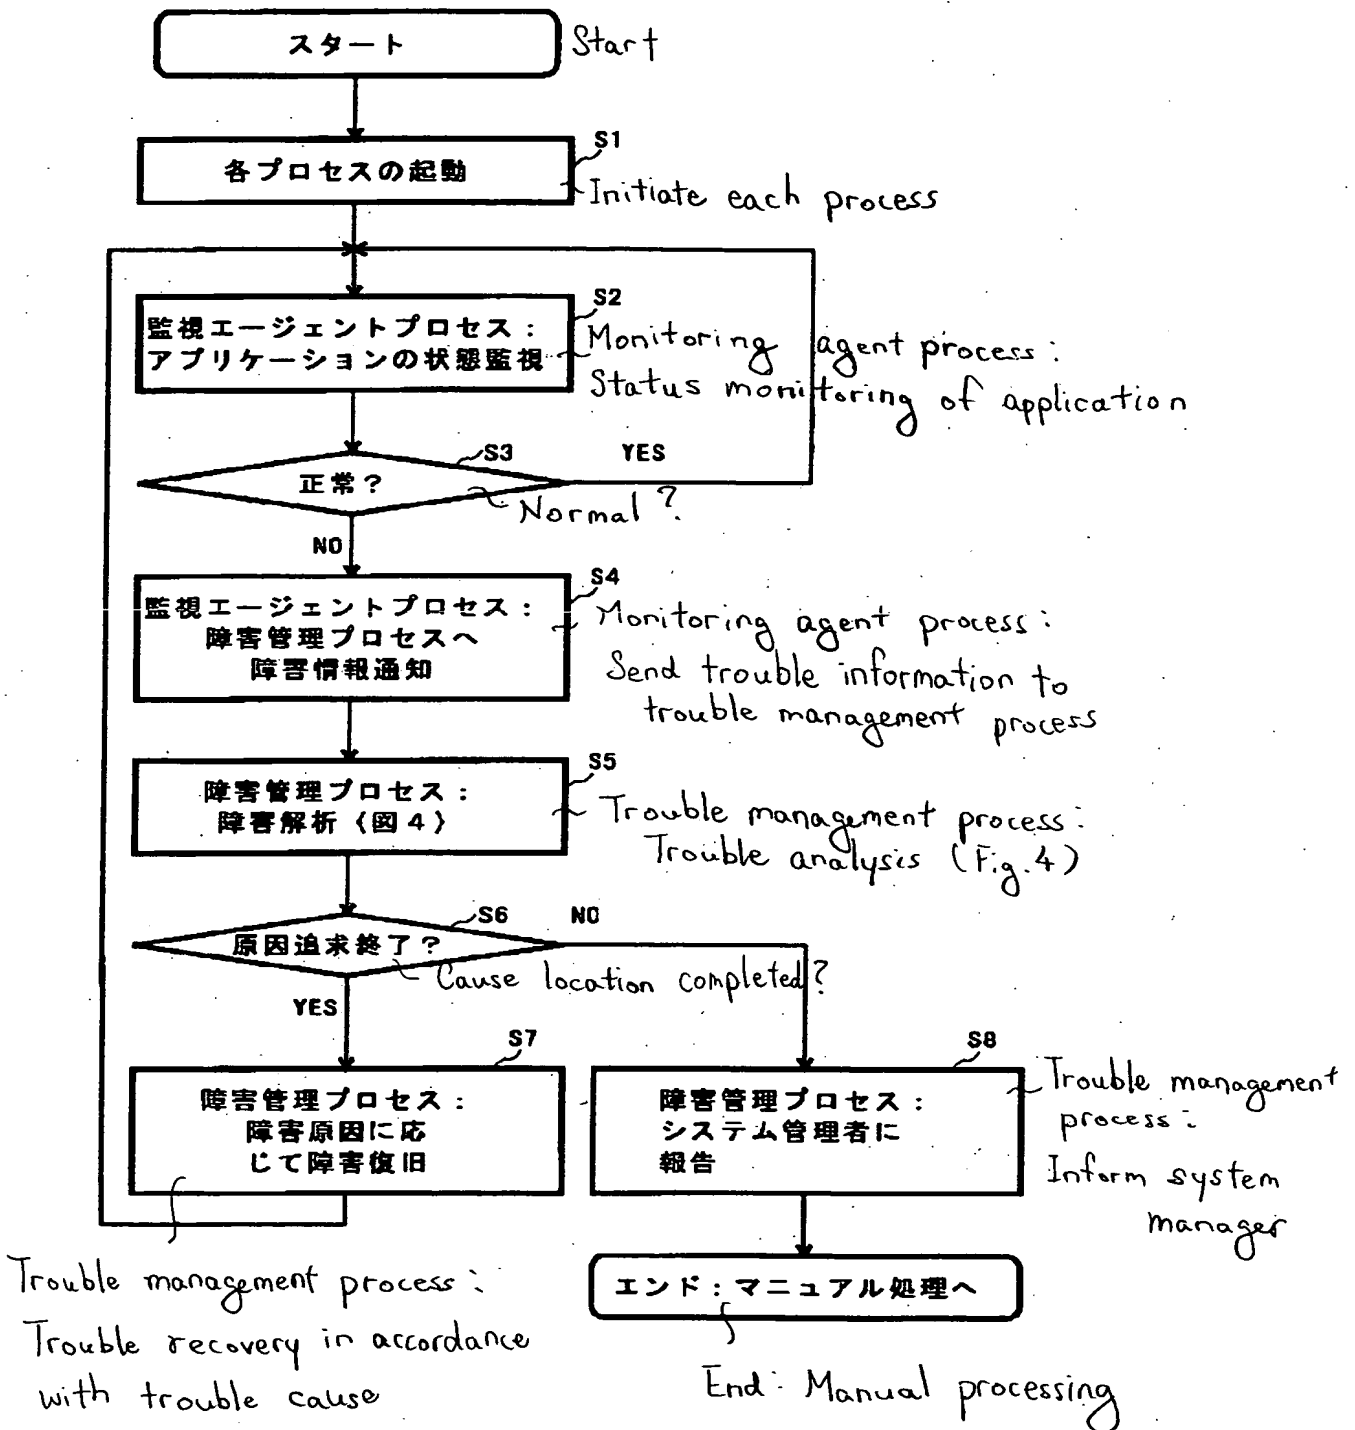 スタート
Start
S1
各プロセスの起動
Initiate each process
S2
監視エージェントプロセス：
アプリケーションの状態監視
Monitoring agent process:
Status monitoring of application
S3
YES
正常？
Normal?
NO
S4
監視エージェントプロセス：
障害管理プロセスへ
障害情報通知
Monitoring agent process:
Send trouble information to
trouble management process
S5
障害管理プロセス：
障害解析（図４）
Trouble management process:
Trouble analysis (Fig. 4)
S6
NO
原因追求終了？
Cause location completed?
YES
S7
障害管理プロセス：
障害原因に応
じて障害復旧
Trouble management process:
Trouble recovery in accordance
with trouble cause
S8
障害管理プロセス：
システム管理者に
報告
Trouble management
process:
Inform system
manager
エンド：マニュアル処理へ
End: Manual processing